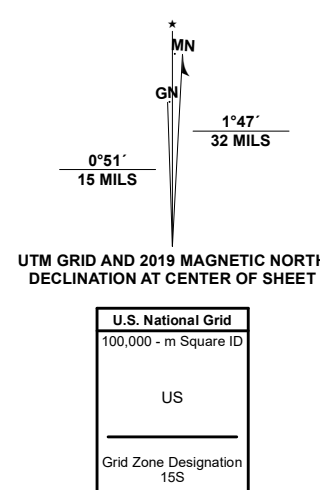 ★
MN
GN
1°47´
32 MILS
0°51´
15 MILS
UTM GRID AND 2019 MAGNETIC NORTH
DECLINATION AT CENTER OF SHEET
U.S. National Grid
100,000 - m Square ID
US
Grid Zone Designation
15S